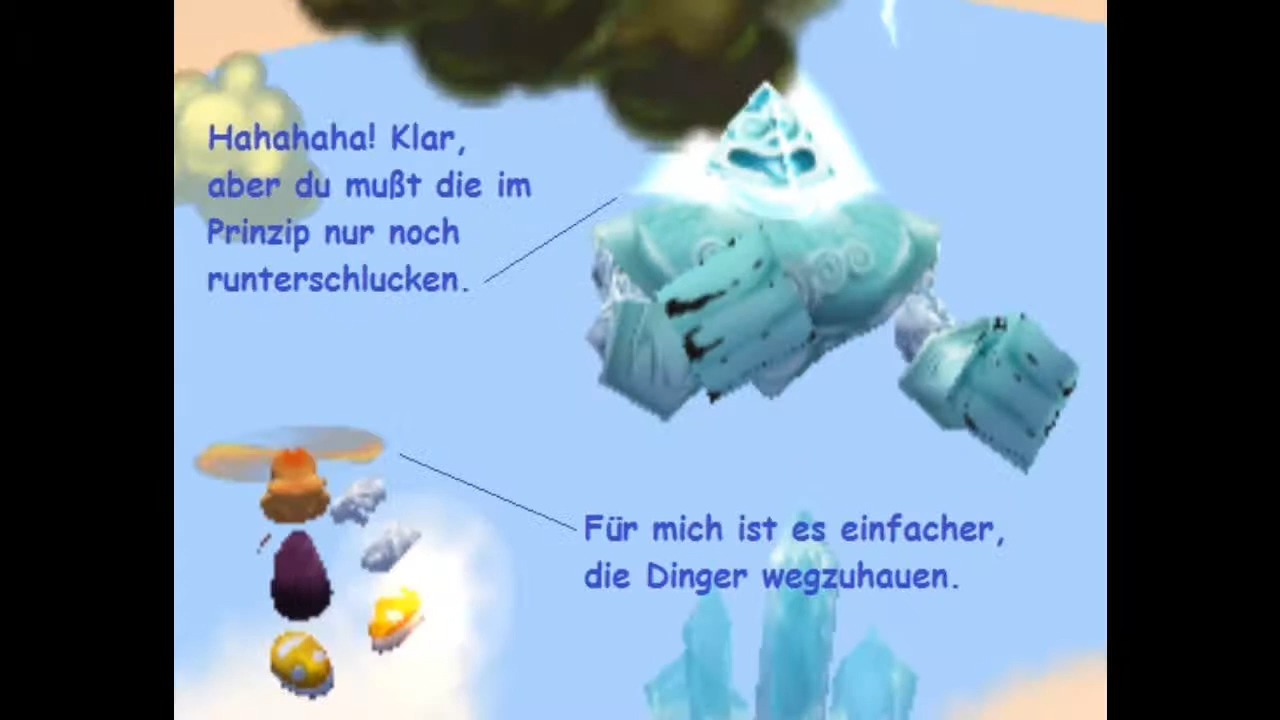 Hahahaha! Klar,
aber du mußt die im
Prinzip nur noch
runterschlucken.
Für mich ist es einfacher,
die Dinger wegzuhauen.